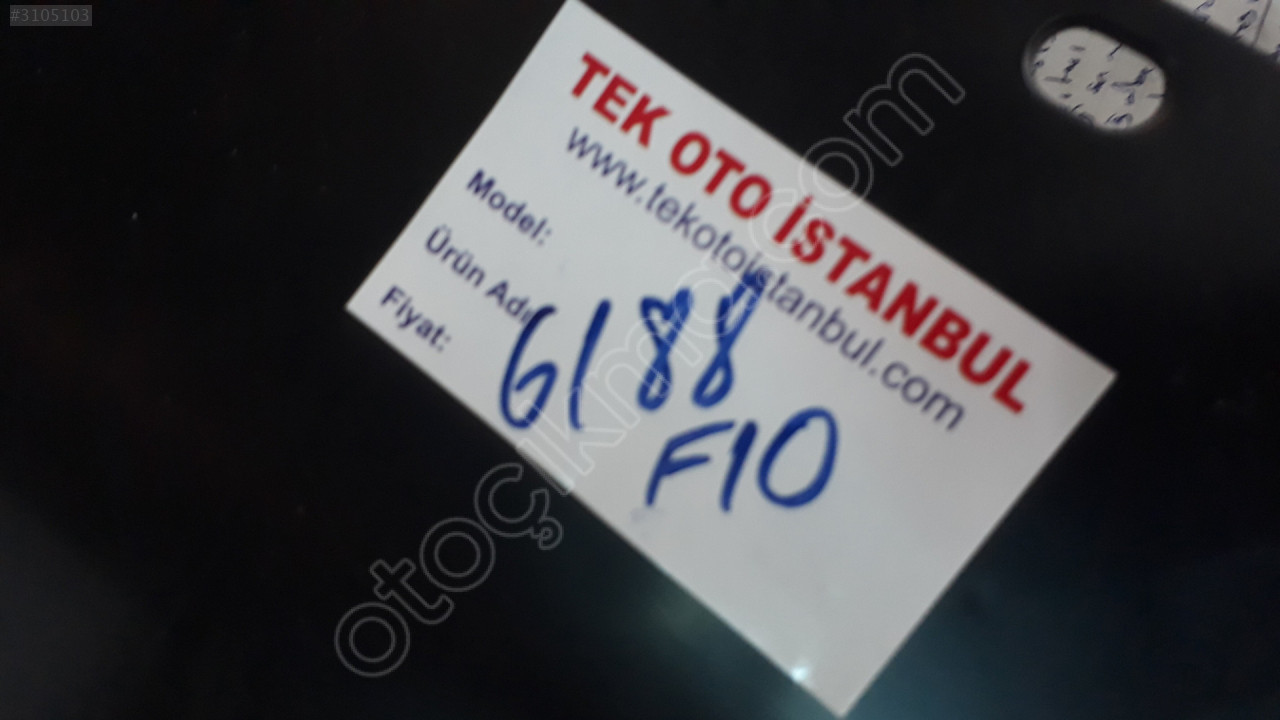 #3105103
TEK OTO İSTANBUL
www.tekotoistanbul.com
Model:
Ürün Adı
Fiyat:
6188
F10
otoçıkma.com